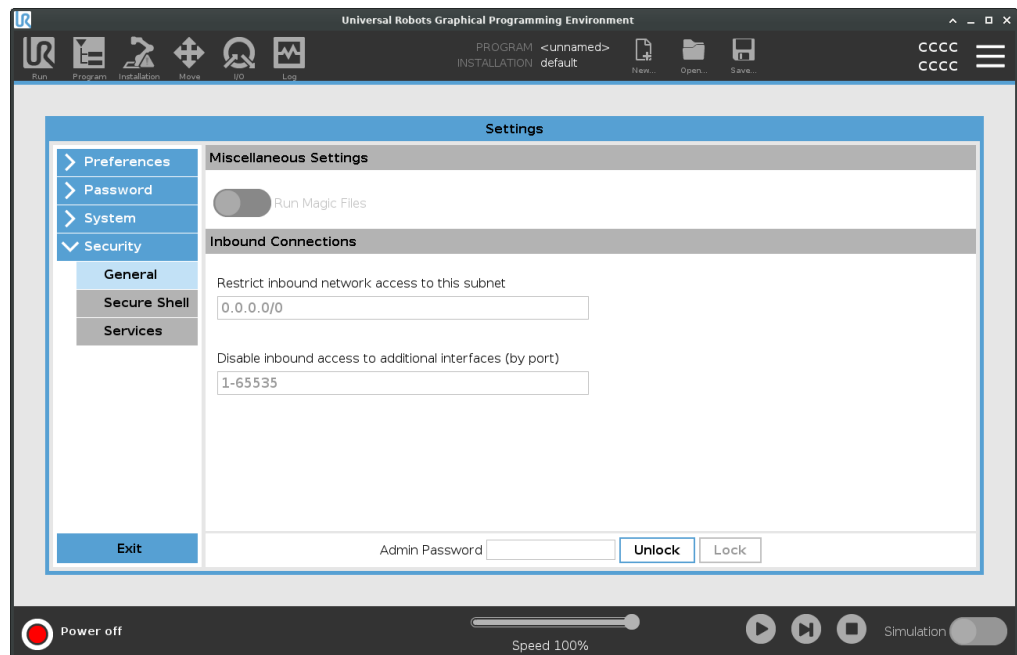 UR
Universal Robots Graphical Programming Environment
UR
Run
Program
Installation
Move
I/O
Log
PROGRAM <unnamed>
INSTALLATION default
New...
Open...
Save...
CCCC
CCCC
Settings
Preferences
Password
System
Security
General
Secure Shell
Services
Exit
Miscellaneous Settings
Run Magic Files
Inbound Connections
Restrict inbound network access to this subnet
0.0.0.0/0
Disable inbound access to additional interfaces (by port)
1-65535
Admin Password
Unlock
Lock
Power off
Speed 100%
Simulation